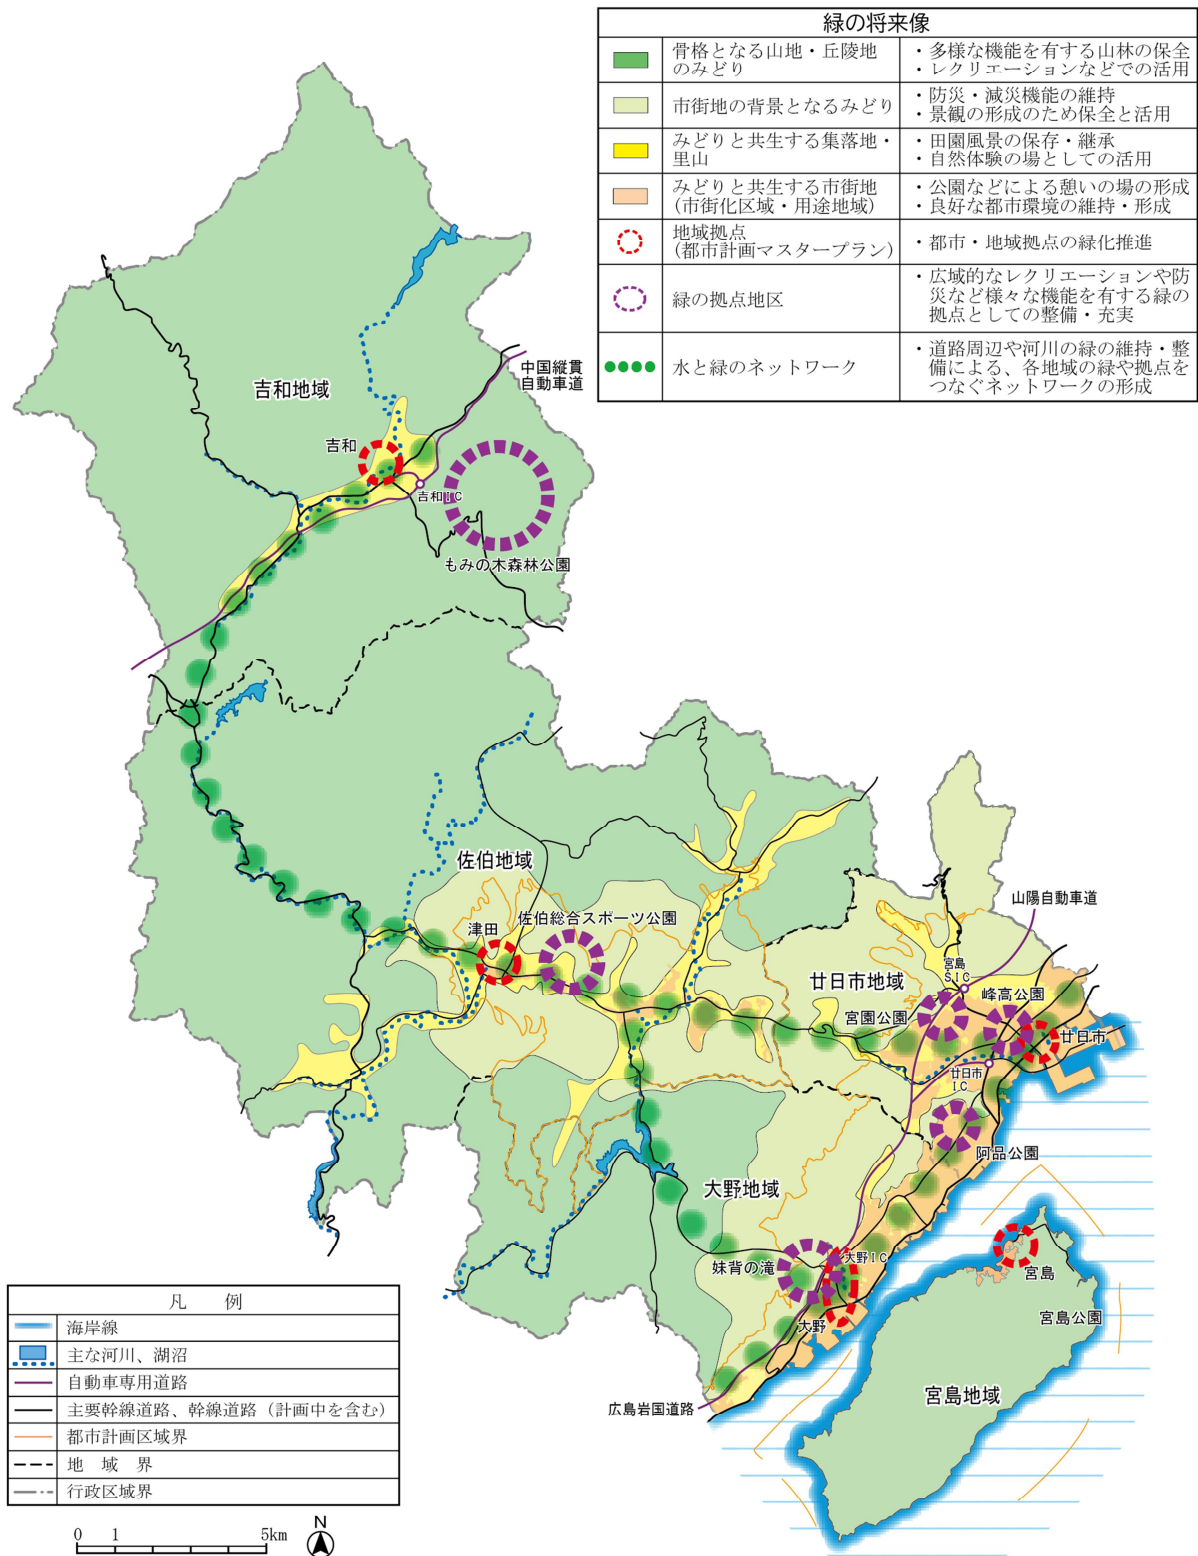 緑の将来像
骨格となる山地・丘陵地
のみどり
・多様な機能を有する山林の保全
・レクリエーションなどでの活用
市街地の背景となるみどり
・防災・減災機能の維持
・景観の形成のため保全と活用
みどりと共生する集落地・
里山
・田園風景の保存・継承
・自然体験の場としての活用
みどりと共生する市街地
(市街化区域・用途地域)
・公園などによる憩いの場の形成
・良好な都市環境の維持・形成
地域拠点
(都市計画マスタープラン)
・都市・地域拠点の緑化推進
緑の拠点地区
・広域的なレクリエーションや防
災など様々な機能を有する緑の
拠点としての整備・充実
水と緑のネットワーク
・道路周辺や河川の緑の維持・整
備による、各地域の緑や拠点を
つなぐネットワークの形成
中国縦貫
自動車道
吉和地域
吉和
吉和IC
もみの木森林公園
佐伯地域
津田
佐伯総合スポーツ公園
山陽自動車道
廿日市地域
宮島
SIC
宮園公園
峰高公園
廿日市
廿日市
IC
阿品公園
大野地域
妹背の滝
大野IC
大野
宮島
宮島公園
宮島地域
広島岩国道路
凡 例
海岸線
主な河川、湖沼
自動車専用道路
主要幹線道路、幹線道路（計画中を含む）
都市計画区域界
地 域 界
行政区域界
0 1 5km
N